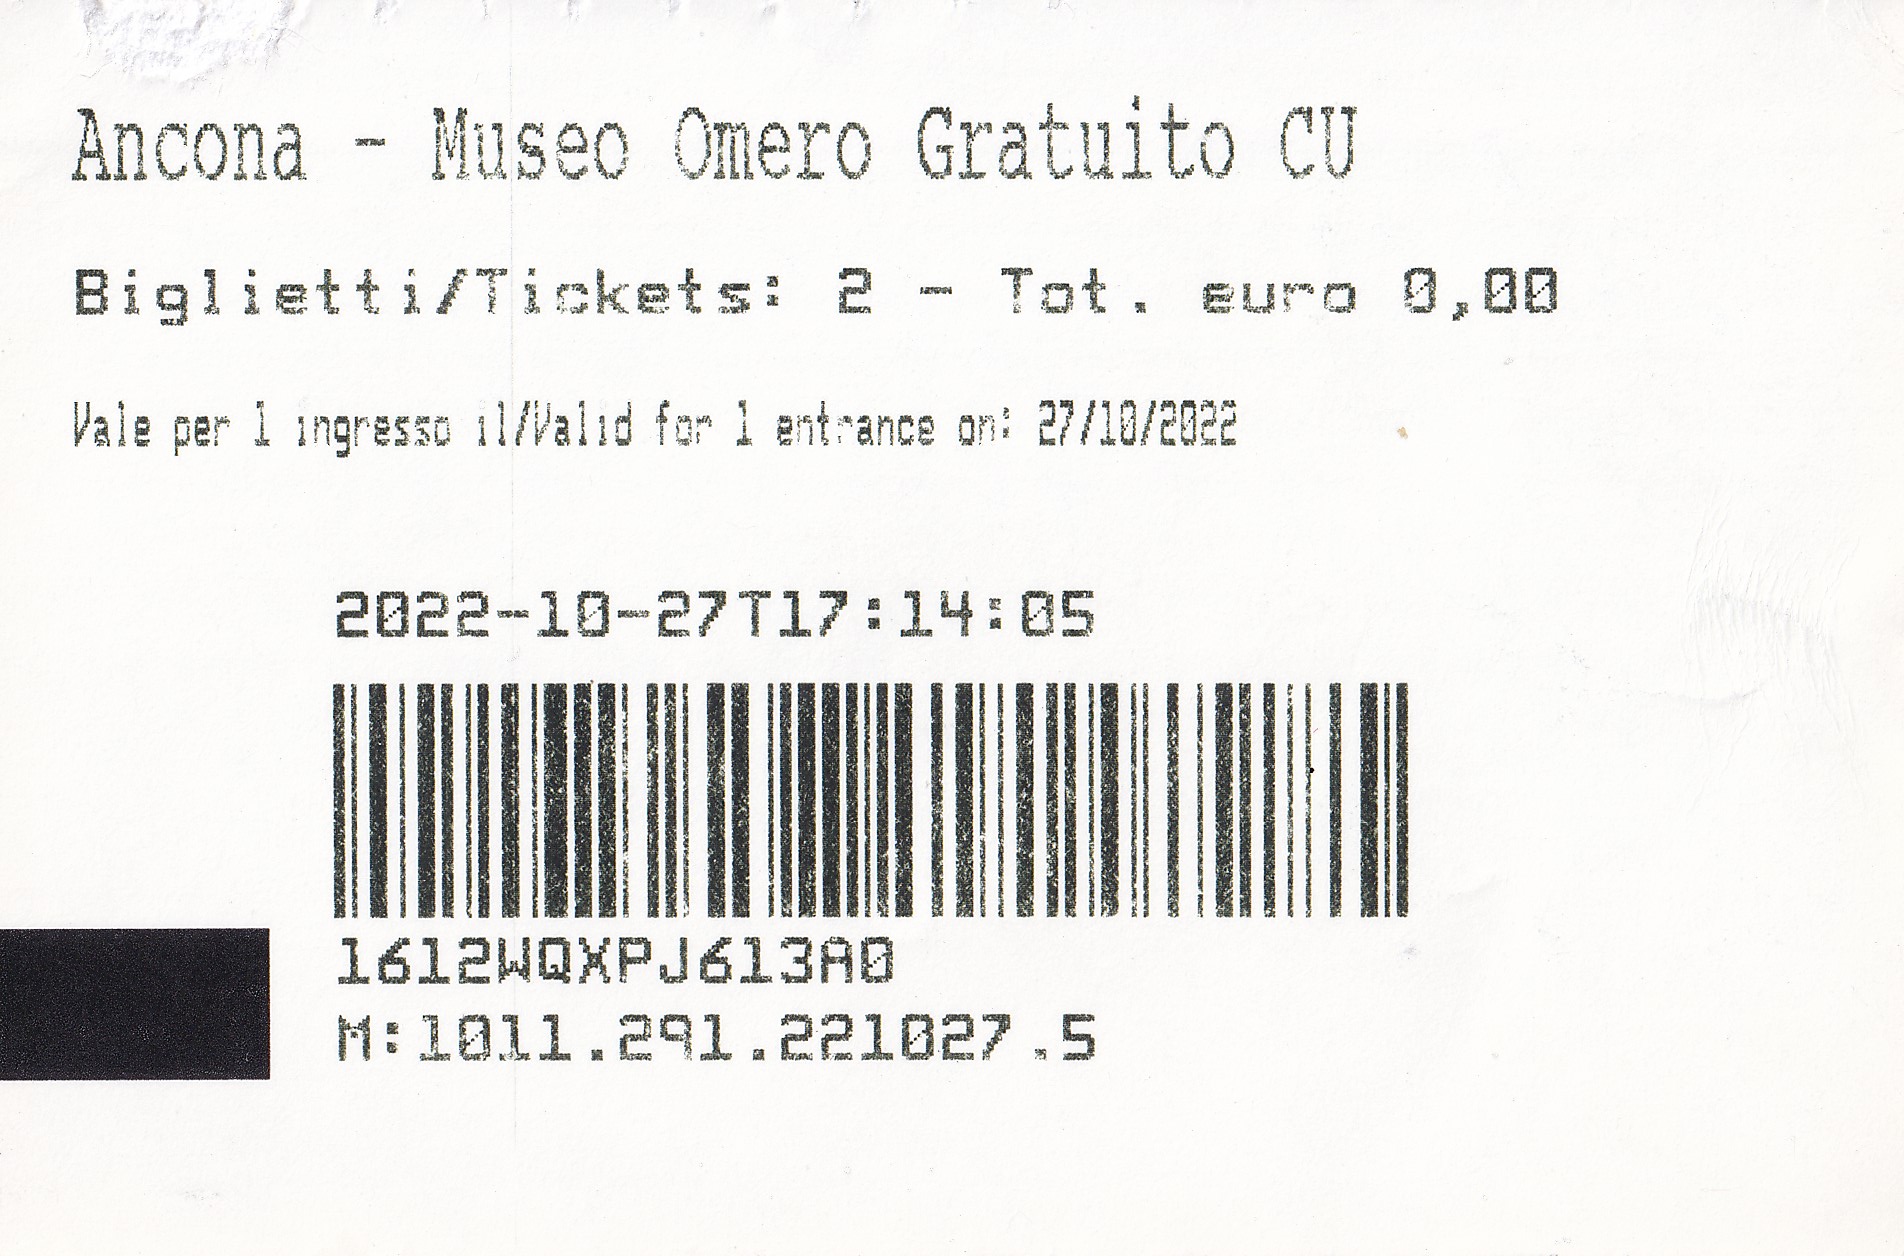 Ancona - Museo Omero Gratuito CU
Biglietti/Tickets: 2 - Tot. euro 0,00
Vale per 1 ingresso il/Valid for 1 entrance on: 27/10/2022
2022-10-27T17:14:05
1612WQXPJ613A0
M:1011.291.221027.5